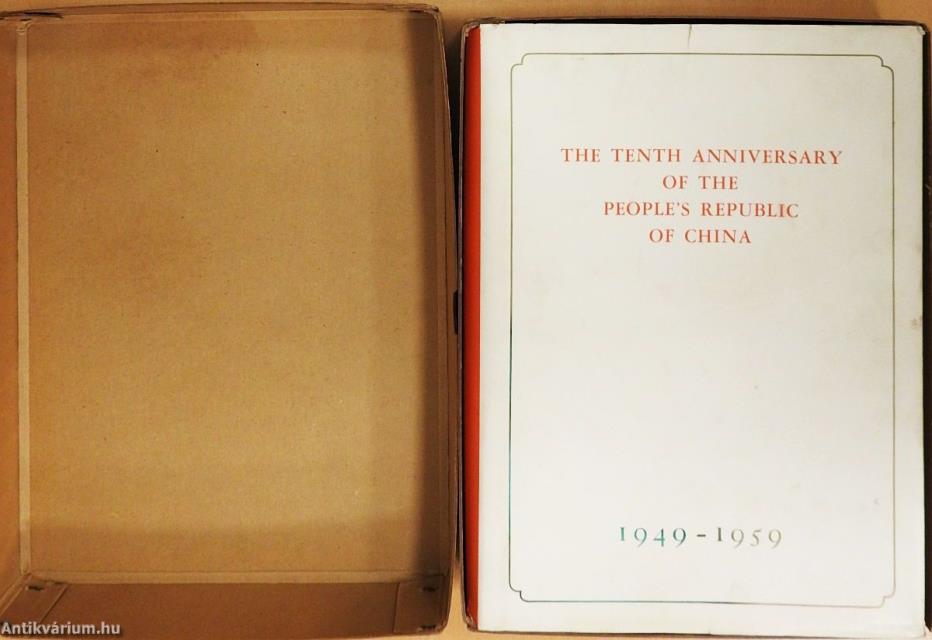 THE TENTH ANNIVERSARY
OF THE
PEOPLE'S REPUBLIC
OF CHINA
1949 - 1959
Antikvárium.hu